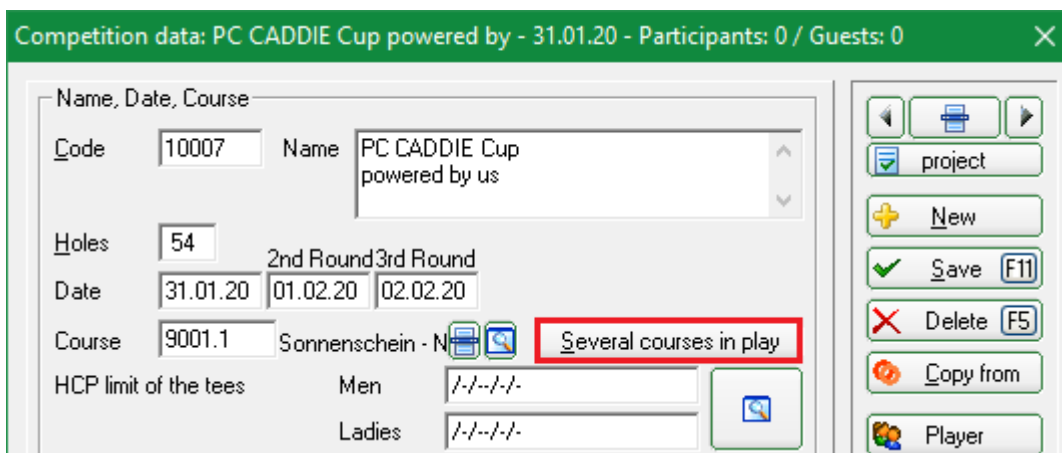 Competition data: PC CADDIE Cup powered by - 31.01.20 - Participants: 0 / Guests: 0
Name, Date, Course
Code 10007 Name PC CADDIE Cup
powered by us
Holes 54
2nd Round 3rd Round
Date 31.01.20 01.02.20 02.02.20
Course 9001.1 Sonnenschein - N Several courses in play
HCP limit of the tees Men /-/--/-/-
Ladies /-/--/-/-
project
New
Save F11
Delete F5
Copy from
Player